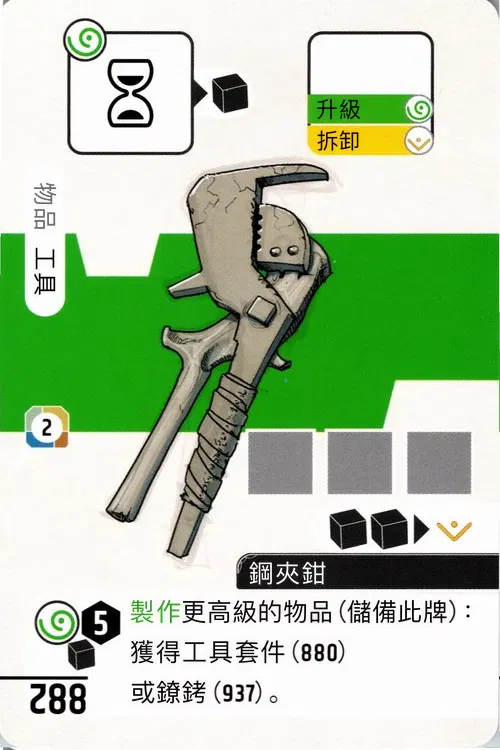 升級
拆卸
物品 工具
2
鋼夾鉗
5
製作更高級的物品(儲備此牌):
獲得工具套件(880)
或鐐銬(937)。
288